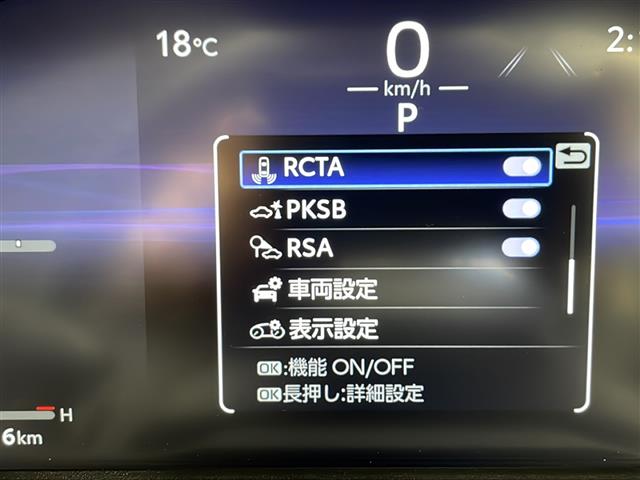 18℃
0
2:
km/h
P
RCTA
PKSB
RSA
車両設定
表示設定
OK:機能 ON/OFF
OK長押し:詳細設定
H
6km